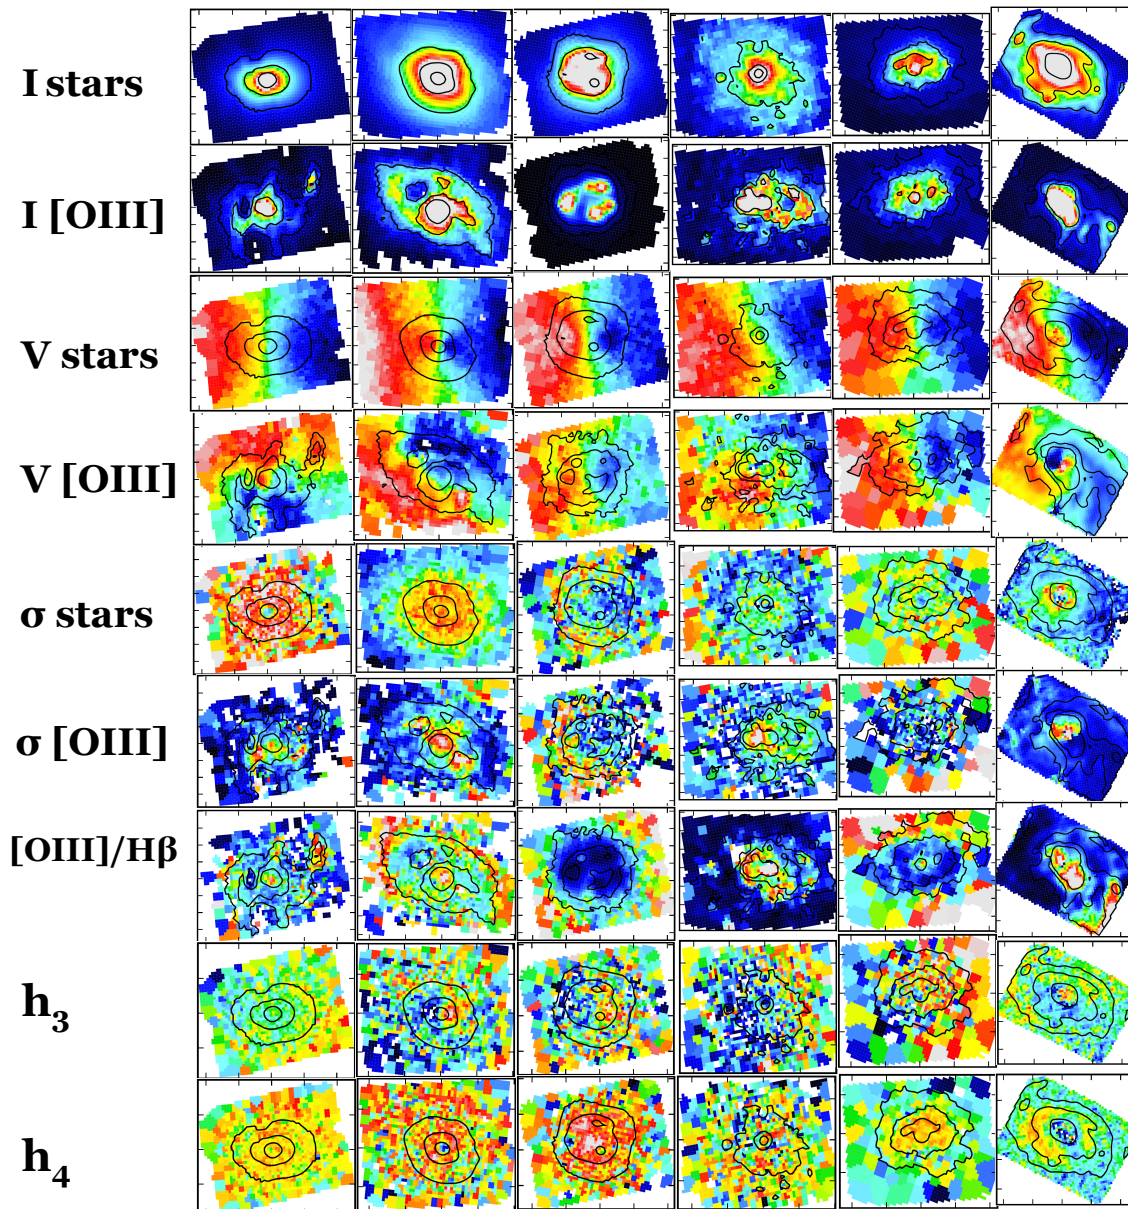 I stars
I [OIII]
V stars
V [OIII]
σ stars
σ [OIII]
[OIII]/Hβ
h₃
h₄